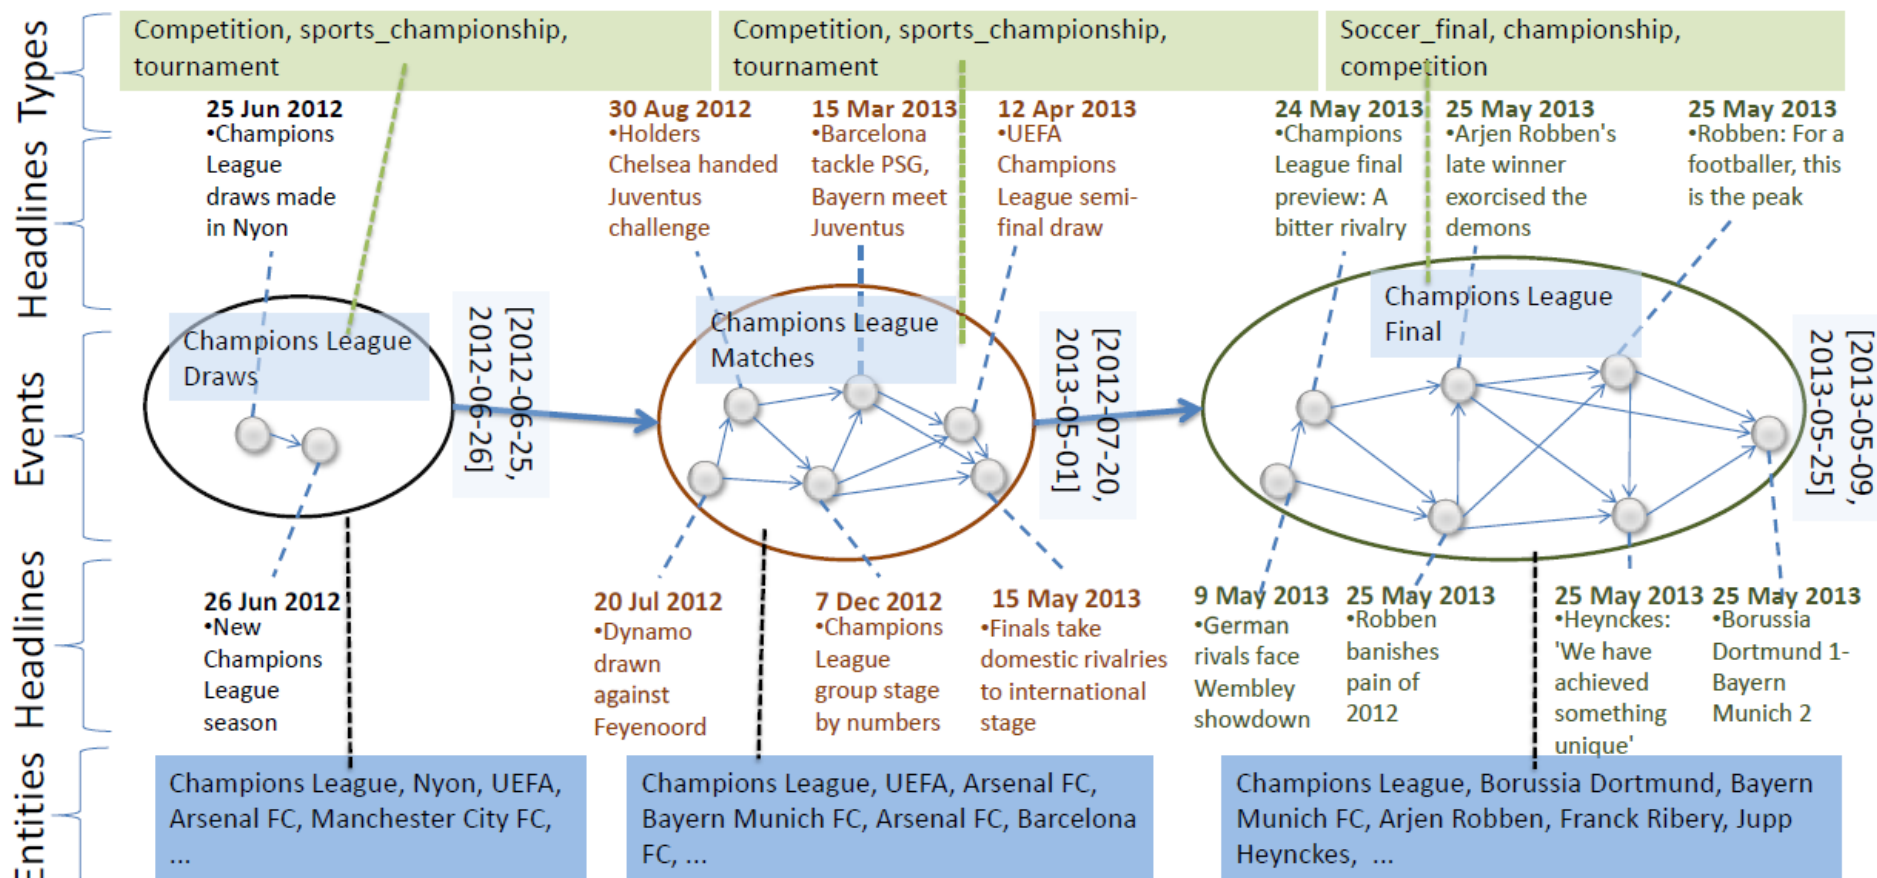 Types
Competition, sports_championship,
tournament
Competition, sports_championship,
tournament
Soccer_final, championship,
competition
Headlines
25 Jun 2012
•Champions
League
draws made
in Nyon
30 Aug 2012
•Holders
Chelsea handed
Juventus
challenge
15 Mar 2013
•Barcelona
tackle PSG,
Bayern meet
Juventus
12 Apr 2013
•UEFA
Champions
League semi-
final draw
24 May 2013
•Champions
League final
preview: A
bitter rivalry
25 May 2013
•Arjen Robben's
late winner
exorcised the
demons
25 May 2013
•Robben: For a
footballer, this
is the peak
Events
Champions League
Draws
[2012-06-25,
2012-06-26]
Champions League
Matches
[2012-07-20,
2013-05-01]
Champions League
Final
[2013-05-09,
2013-05-25]
Headlines
26 Jun 2012
•New
Champions
League
season
20 Jul 2012
•Dynamo
drawn
against
Feyenoord
7 Dec 2012
•Champions
League
group stage
by numbers
15 May 2013
•Finals take
domestic rivalries
to international
stage
9 May 2013
•German
rivals face
Wembley
showdown
25 May 2013
•Robben
banishes
pain of
2012
25 May 2013
•Heynckes:
'We have
achieved
something
unique'
25 May 2013
•Borussia
Dortmund 1-
Bayern
Munich 2
Entities
Champions League, Nyon, UEFA,
Arsenal FC, Manchester City FC,
...
Champions League, UEFA, Arsenal FC,
Bayern Munich FC, Arsenal FC, Barcelona
FC, ...
Champions League, Borussia Dortmund, Bayern
Munich FC, Arjen Robben, Franck Ribery, Jupp
Heynckes, ...